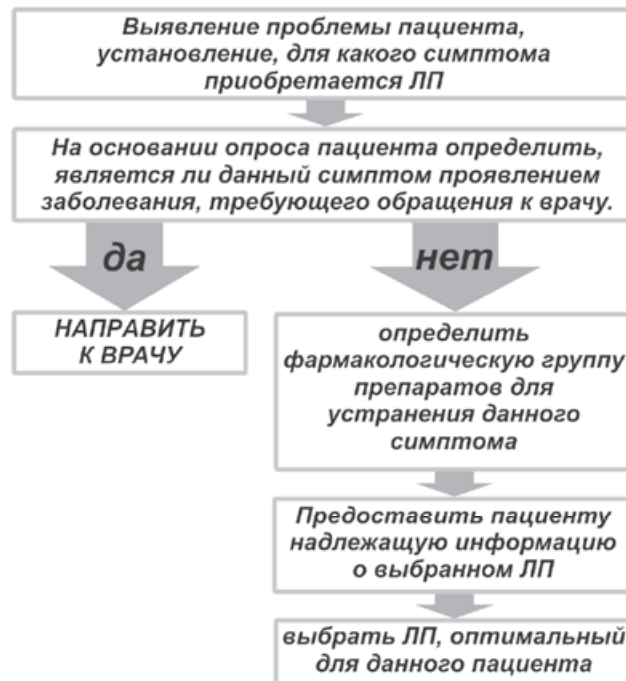 Выявление проблемы пациента,
установление, для какого симптома
приобретается ЛП
На основании опроса пациента определить,
является ли данный симптом проявлением
заболевания, требующего обращения к врачу.
да
нет
НАПРАВИТЬ
К ВРАЧУ
определить
фармакологическую группу
препаратов для
устранения данного
симптома
Предоставить пациенту
надлежащую информацию
о выбранном ЛП
выбрать ЛП, оптимальный
для данного пациента